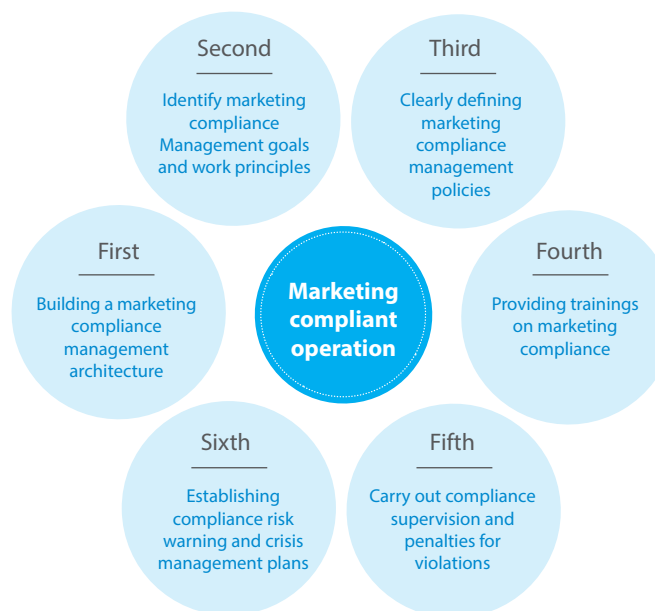 First
Building a marketing
compliance
management
architecture
Second
Identify marketing
compliance
Management goals
and work principles
Third
Clearly defining
marketing
compliance
management
policies
Fourth
Providing trainings
on marketing
compliance
Fifth
Carry out compliance
supervision and
penalties for
violations
Sixth
Establishing
compliance risk
warning and crisis
management plans
Marketing
compliant
operation